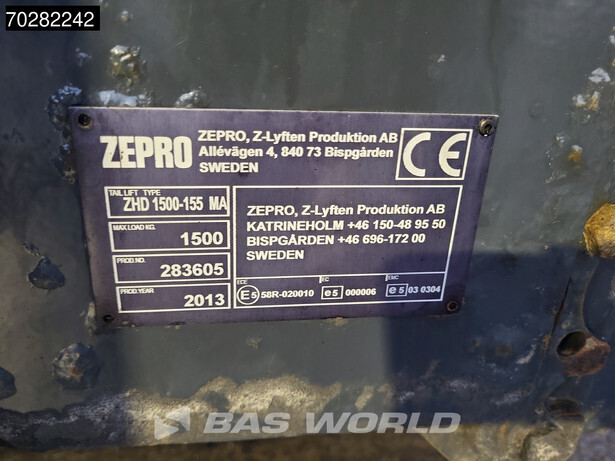 70282242
ZEPRO
ZEPRO, Z-Lyften Produktion AB
Allévägen 4, 840 73 Bispgården
SWEDEN
CE
TAIL LIFT TYPE
ZHD 1500-155 MA
MAX LOAD KG.
1500
PROD.NO.
283605
PROD.YEAR
2013
ZEPRO, Z-Lyften Produktion AB
KATRINEHOLM +46 150-48 95 50
BISPGÅRDEN +46 696-172 00
SWEDEN
ECE
E5 58R-020010
EC
e5 000006
EMC
e5 03 0304
BAS WORLD